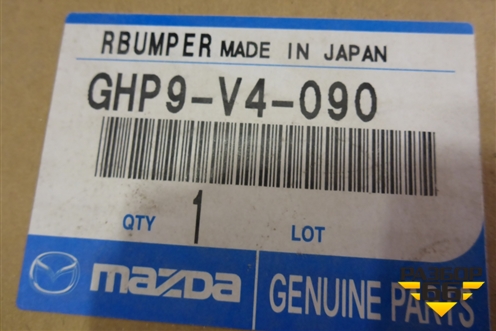 RBUMPER MADE IN JAPAN
GHP9-V4-090
QTY 1 LOT
mazda
GENUINE PARTS